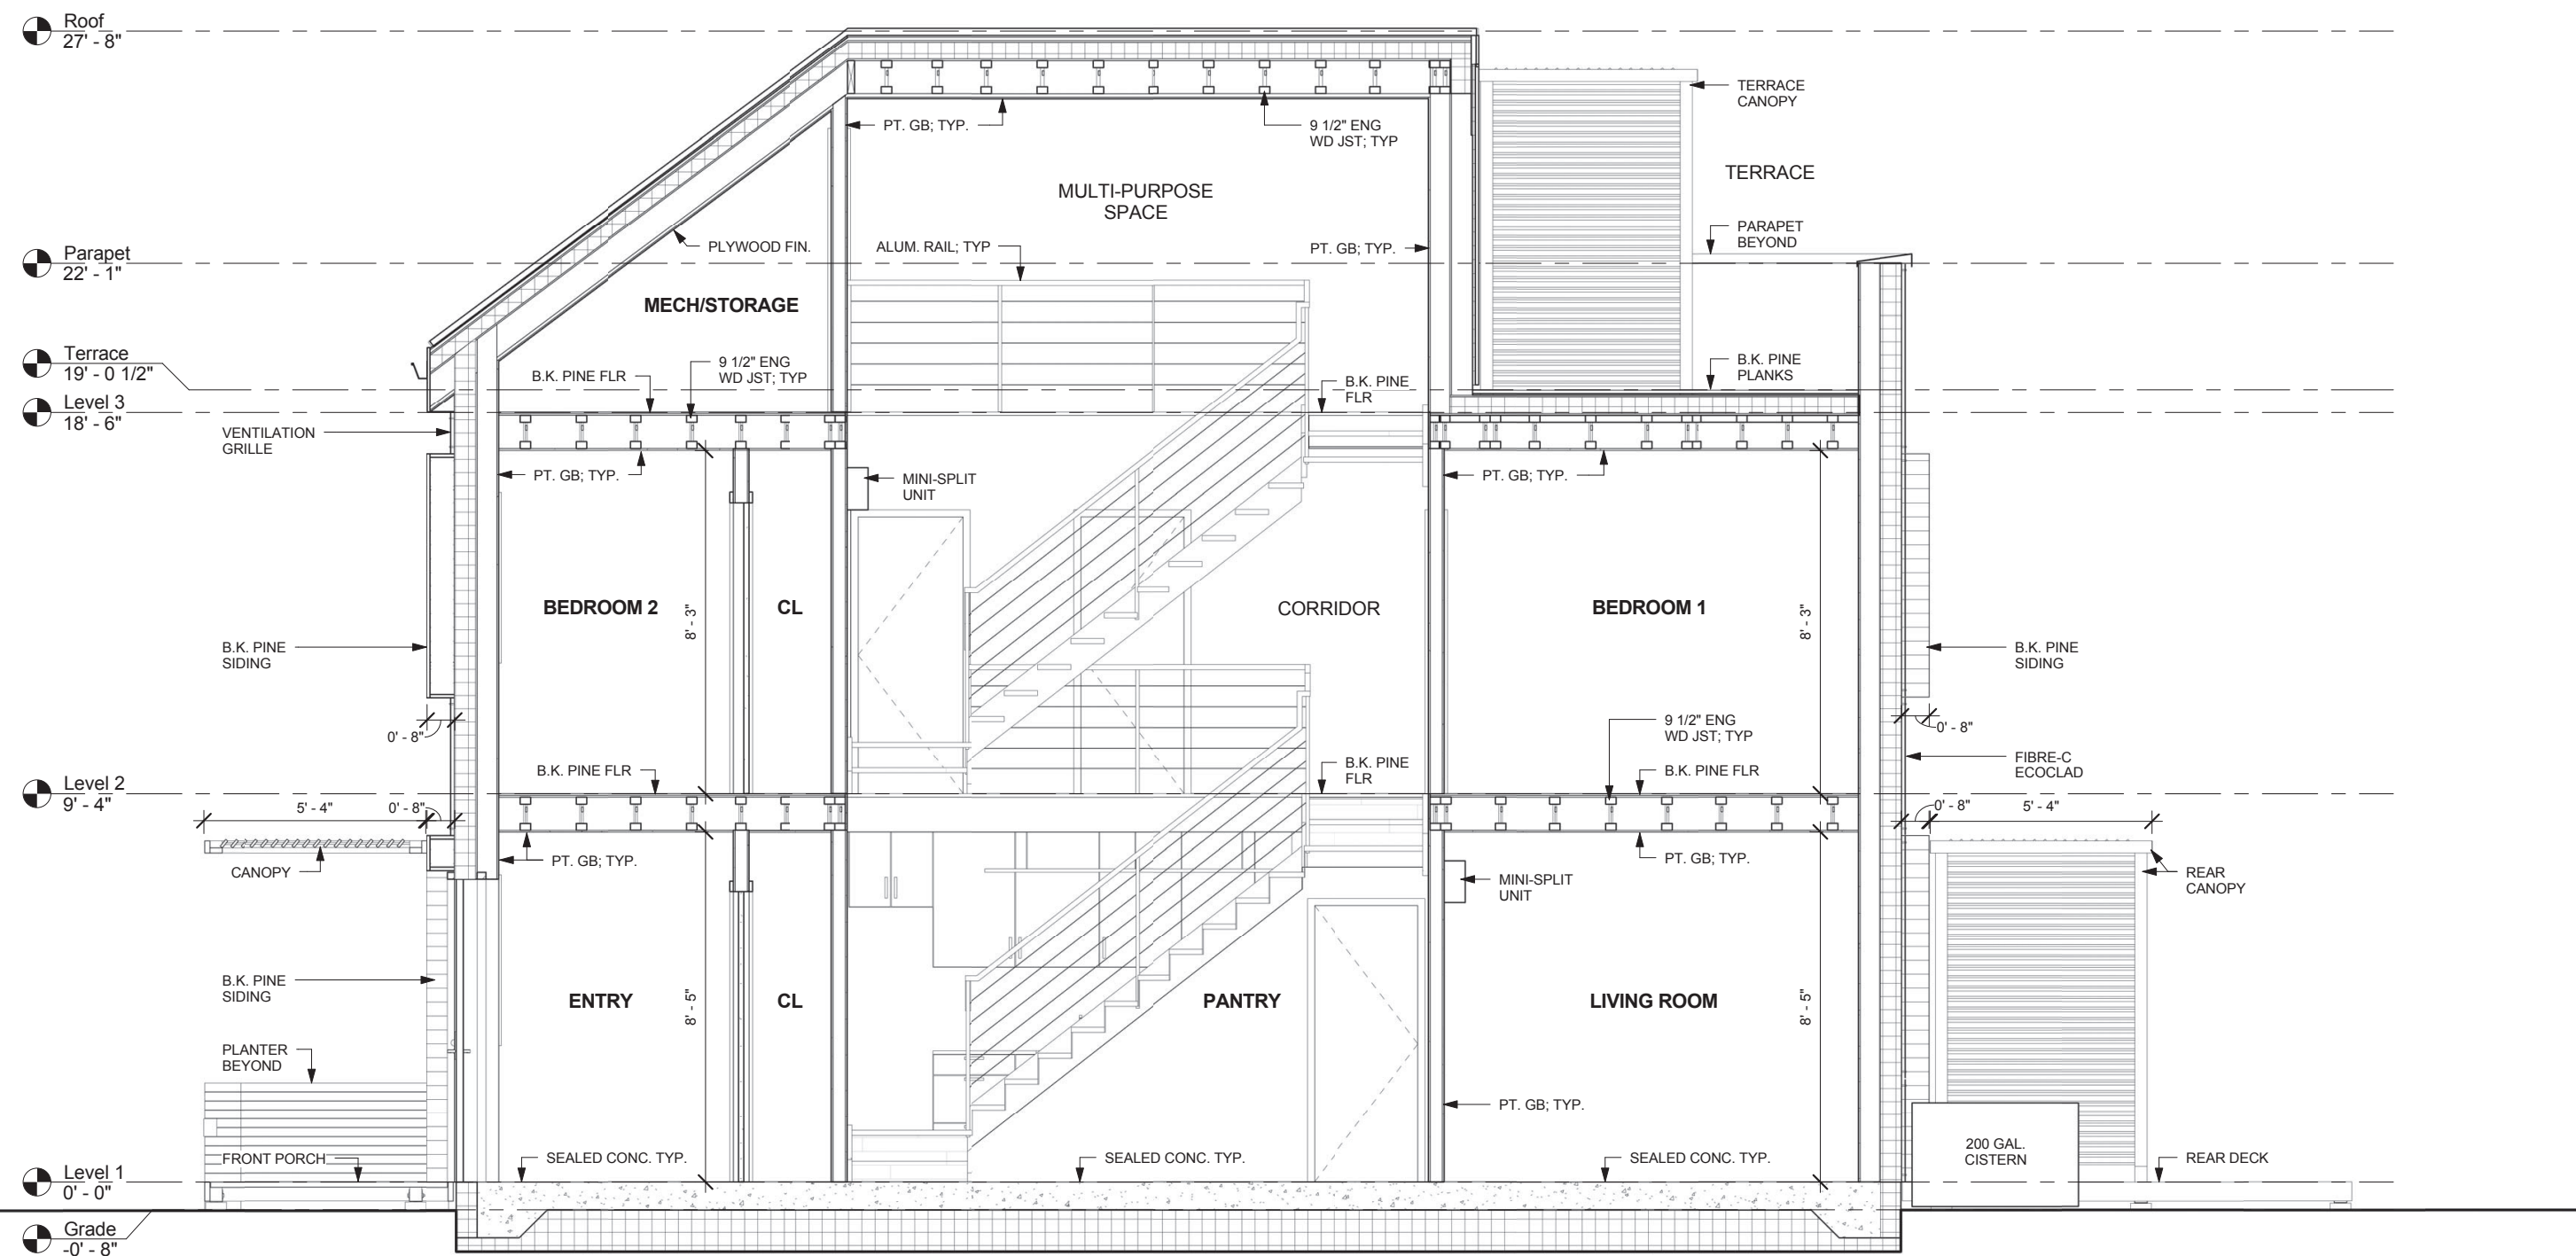 Roof
27' - 8"
TERRACE
CANOPY
PT. GB; TYP.
9 1/2" ENG
WD JST; TYP
TERRACE
MULTI-PURPOSE
SPACE
PARAPET
BEYOND
Parapet
22' - 1"
PLYWOOD FIN.
ALUM. RAIL; TYP
PT. GB; TYP.
MECH/STORAGE
Terrace
19' - 0 1/2"
9 1/2" ENG
WD JST; TYP
B.K. PINE FLR
B.K. PINE
FLR
B.K. PINE
PLANKS
Level 3
18' - 6"
VENTILATION
GRILLE
PT. GB; TYP.
MINI-SPLIT
UNIT
PT. GB; TYP.
BEDROOM 2
8' - 3"
CL
CORRIDOR
BEDROOM 1
8' - 3"
B.K. PINE
SIDING
B.K. PINE
SIDING
0' - 8"
9 1/2" ENG
WD JST; TYP
0' - 8"
B.K. PINE FLR
B.K. PINE
FLR
B.K. PINE FLR
FIBRE-C
ECOCLAD
Level 2
9' - 4"
5' - 4"
0' - 8"
0' - 8"
5' - 4"
CANOPY
PT. GB; TYP.
PT. GB; TYP.
MINI-SPLIT
UNIT
REAR
CANOPY
B.K. PINE
SIDING
ENTRY
8' - 5"
CL
PANTRY
LIVING ROOM
8' - 5"
PLANTER
BEYOND
PT. GB; TYP.
FRONT PORCH
SEALED CONC. TYP.
SEALED CONC. TYP.
SEALED CONC. TYP.
200 GAL.
CISTERN
REAR DECK
Level 1
0' - 0"
Grade
-0' - 8"